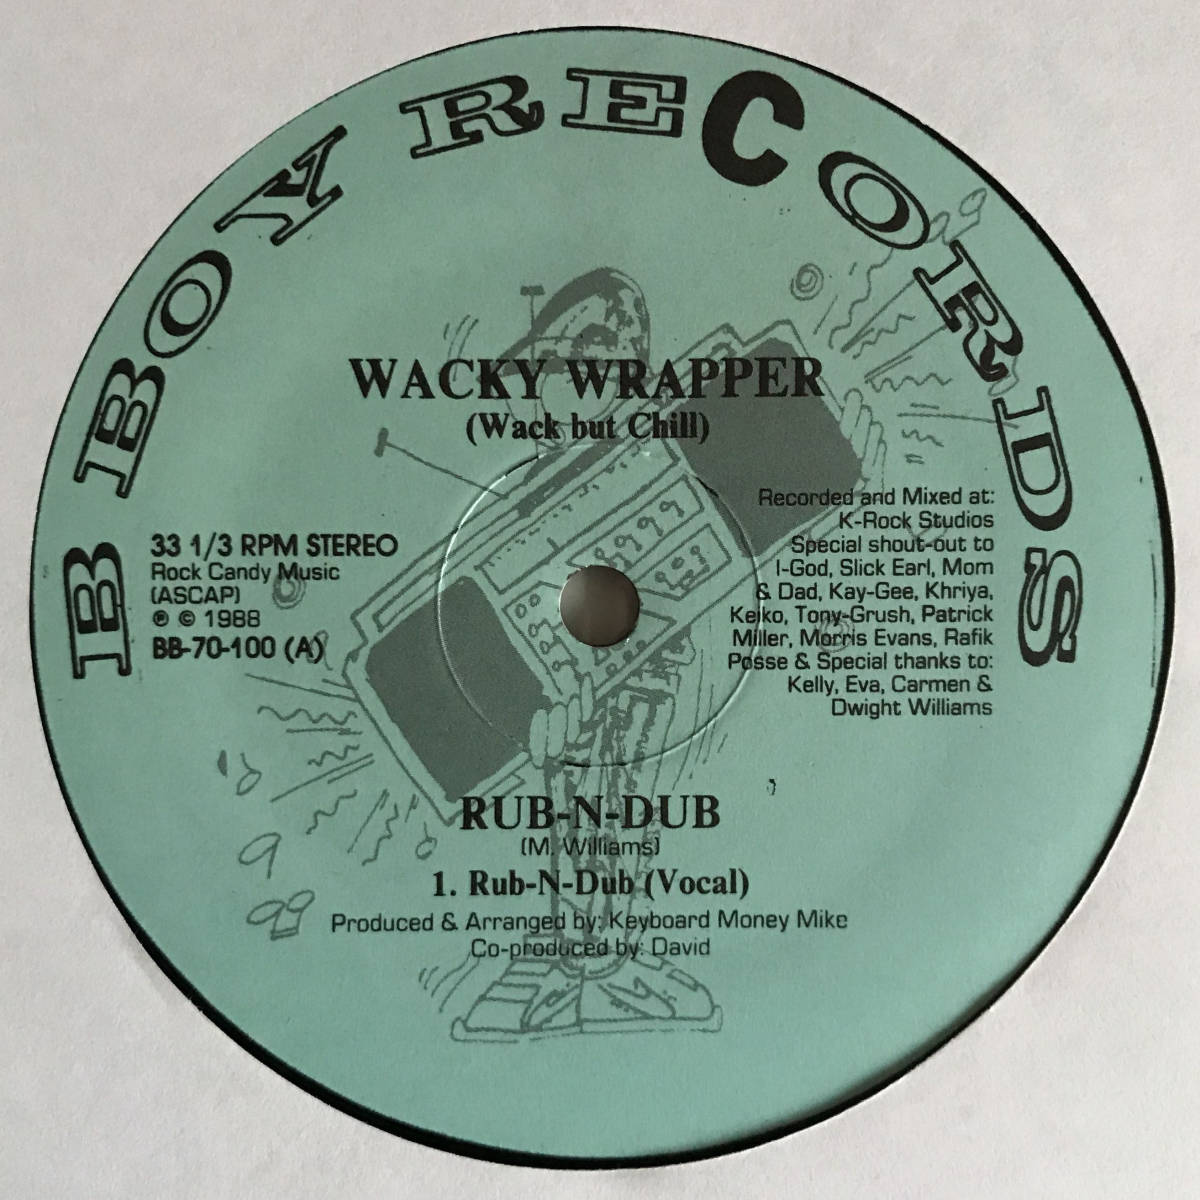 B BOY RECORDS
WACKY WRAPPER
(Wack but Chill)
33 1/3 RPM STEREO
Rock Candy Music
(ASCAP)
℗ © 1988
BB-70-100 (A)
Recorded and Mixed at:
K-Rock Studios
Special shout-out to
I-God, Slick Earl, Mom
& Dad, Kay-Gee, Khriya,
Keiko, Tony-Grush, Patrick
Miller, Morris Evans, Rafik
Posse & Special thanks to:
Kelly, Eva, Carmen &
Dwight Williams
RUB-N-DUB
(M. Williams)
1. Rub-N-Dub (Vocal)
Produced & Arranged by: Keyboard Money Mike
Co-produced by: David